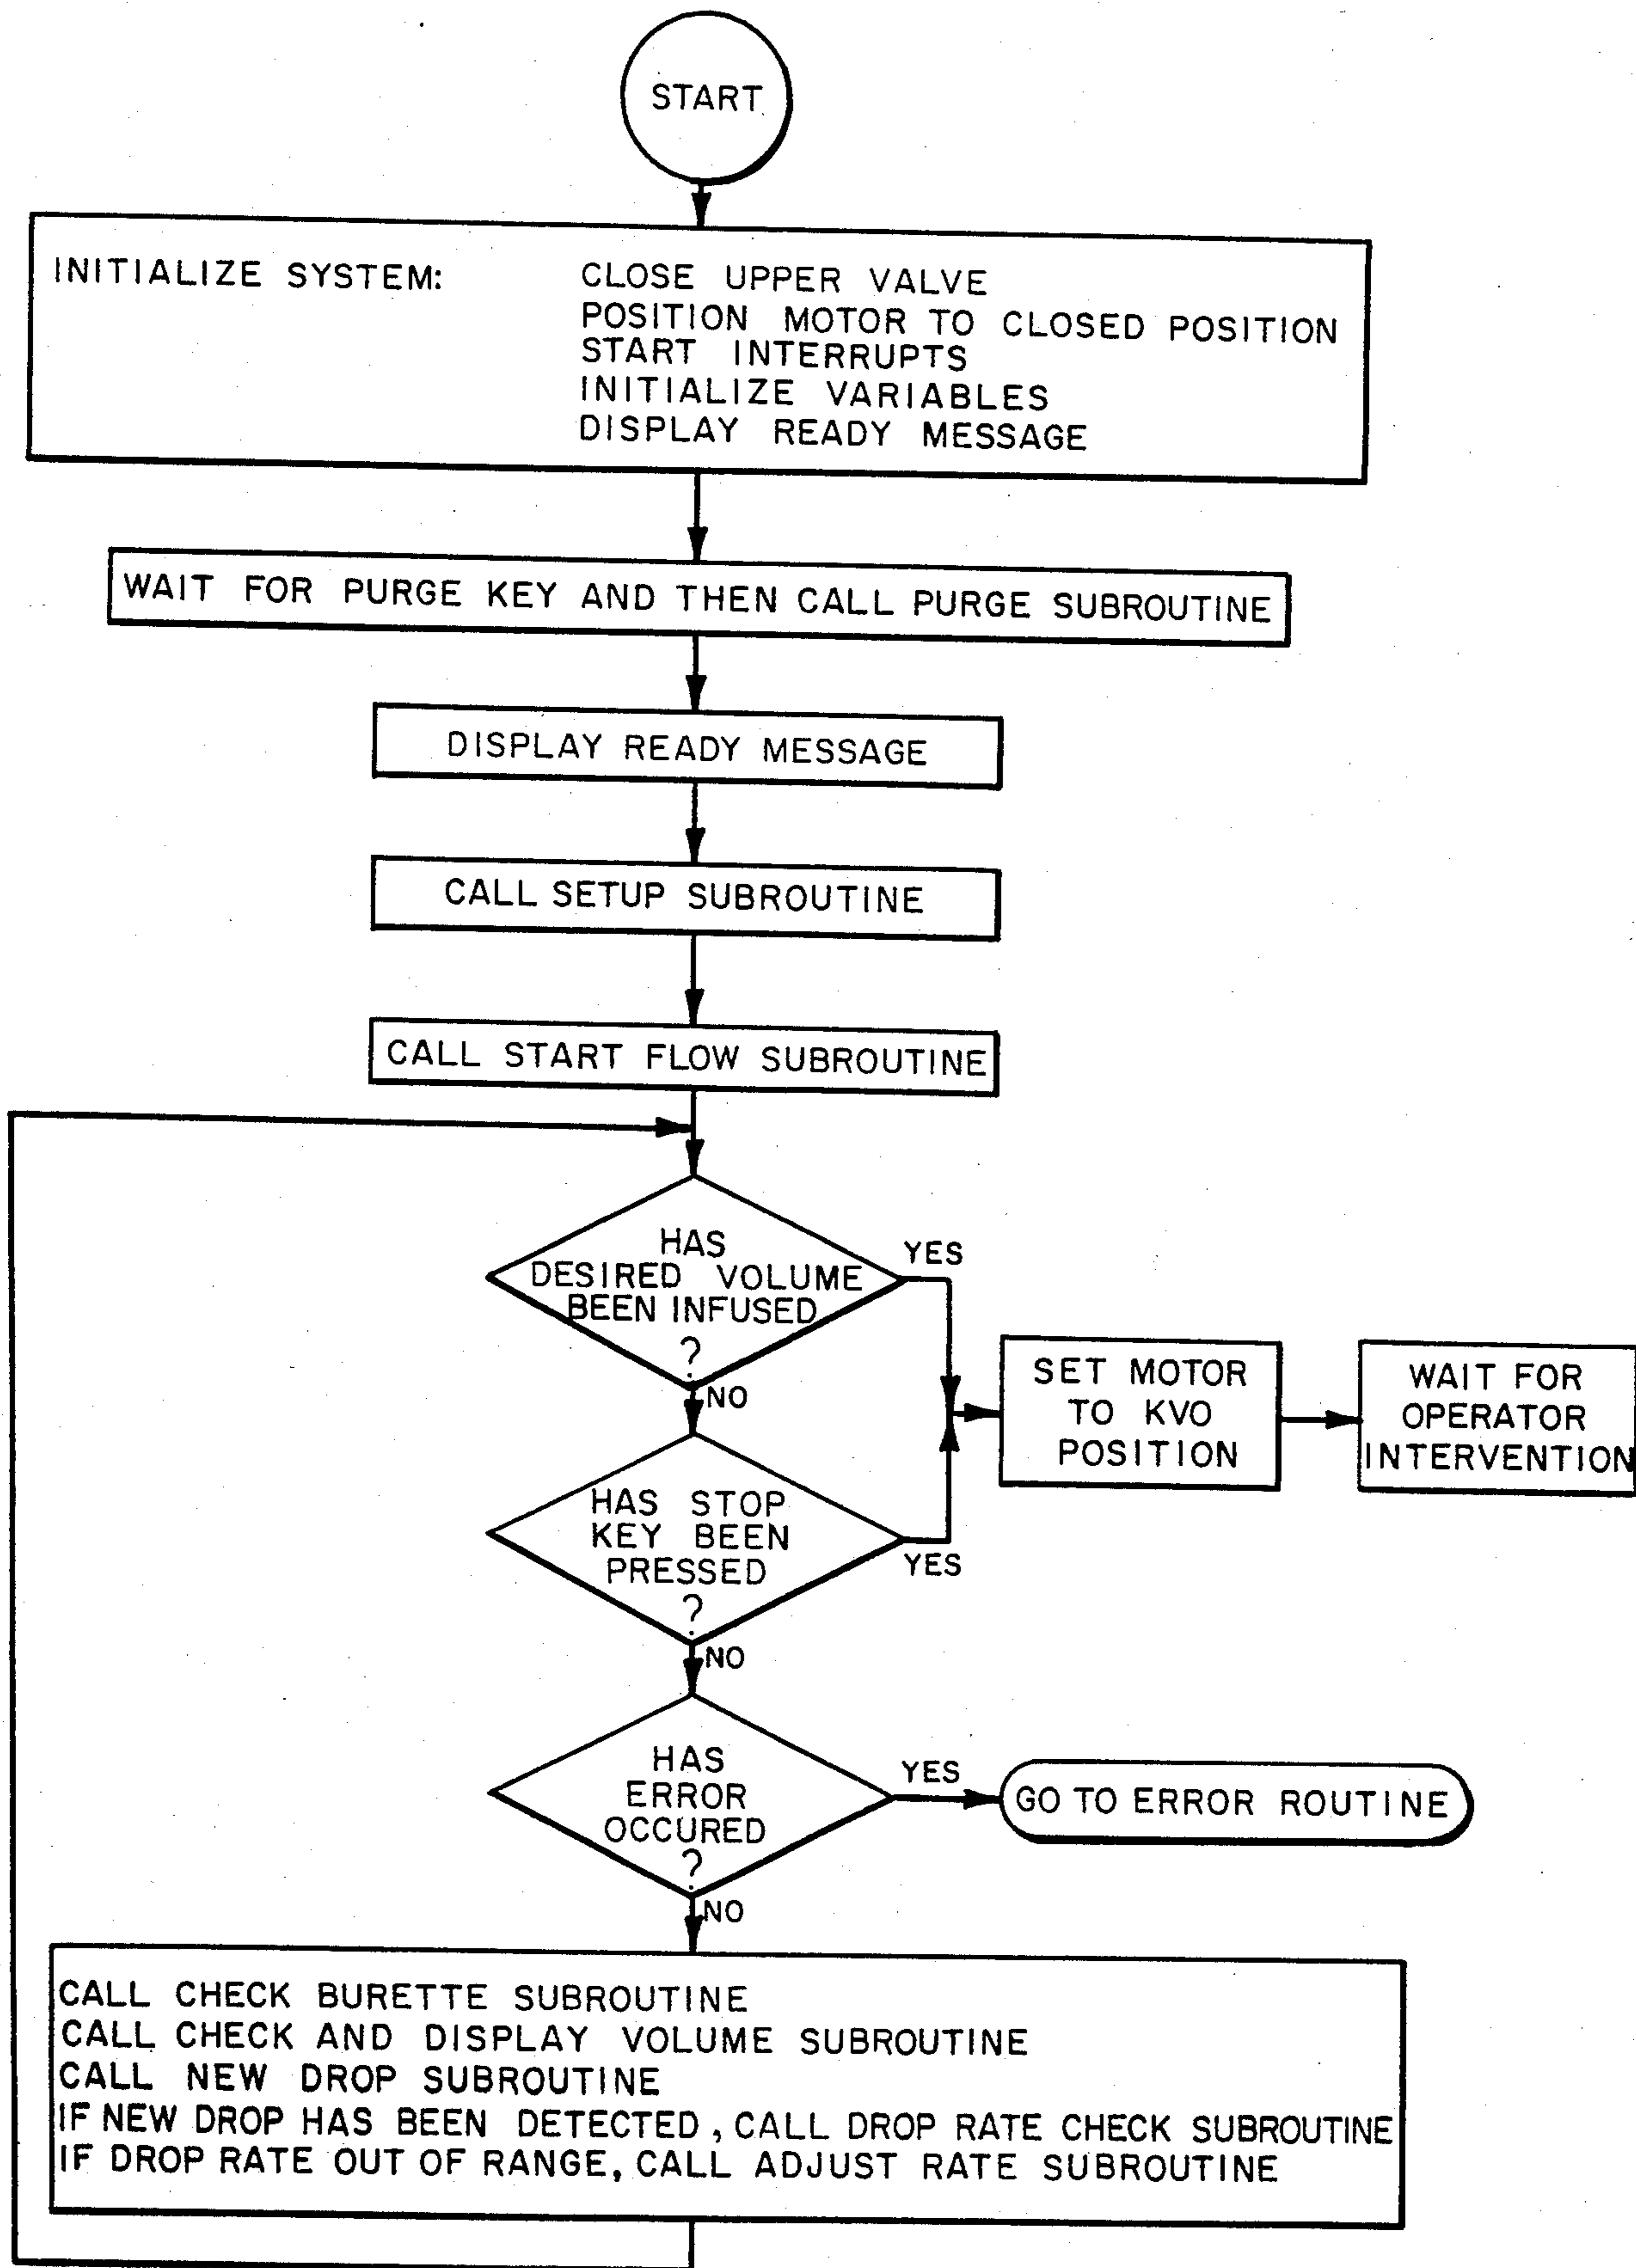 START
INITIALIZE SYSTEM: CLOSE UPPER VALVE
POSITION MOTOR TO CLOSED POSITION
START INTERRUPTS
INITIALIZE VARIABLES
DISPLAY READY MESSAGE
WAIT FOR PURGE KEY AND THEN CALL PURGE SUBROUTINE
DISPLAY READY MESSAGE
CALL SETUP SUBROUTINE
CALL START FLOW SUBROUTINE
HAS
DESIRED VOLUME
BEEN INFUSED
?
YES
NO
SET MOTOR
TO KVO
POSITION
WAIT FOR
OPERATOR
INTERVENTION
HAS STOP
KEY BEEN
PRESSED
?
YES
NO
HAS
ERROR
OCCURED
?
YES
GO TO ERROR ROUTINE
NO
CALL CHECK BURETTE SUBROUTINE
CALL CHECK AND DISPLAY VOLUME SUBROUTINE
CALL NEW DROP SUBROUTINE
IF NEW DROP HAS BEEN DETECTED, CALL DROP RATE CHECK SUBROUTINE
IF DROP RATE OUT OF RANGE, CALL ADJUST RATE SUBROUTINE